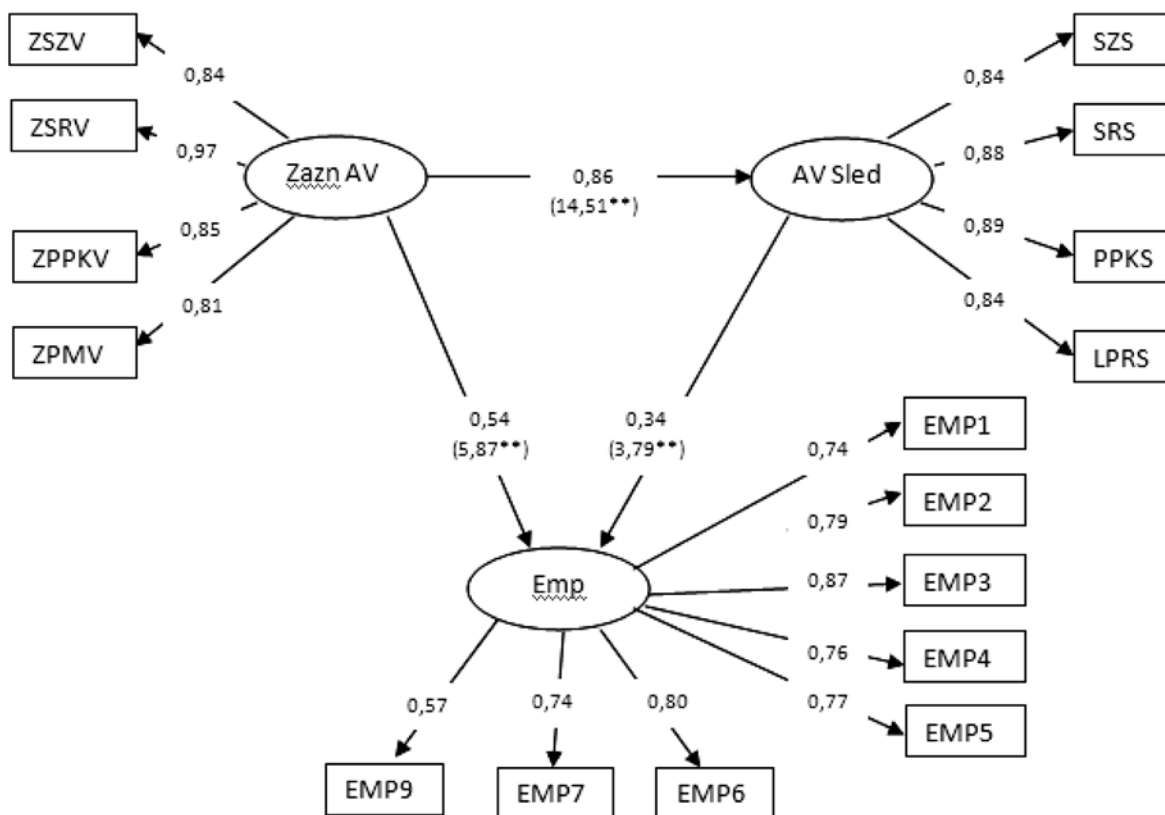 ZSZV
0,84
ZSRV
0,97
Zazn AV
0,85
ZPPKV
0,81
ZPMV
0,86
(14,51**)
SZS
0,84
SRS
0,88
AV Sled
0,89
PPKS
0,84
LPRS
0,54
(5,87**)
0,34
(3,79**)
EMP1
0,74
EMP2
0,79
EMP3
0,87
Emp
0,76
EMP4
0,77
EMP5
0,57
0,74
0,80
EMP9
EMP7
EMP6